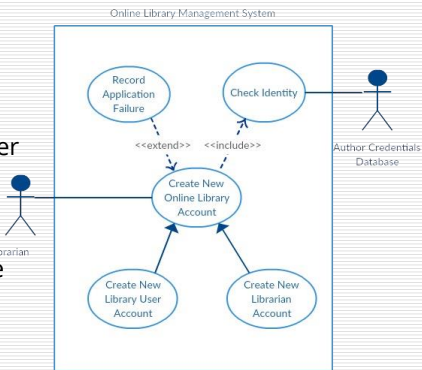 Online Library Management System
Record
Application
Failure
Check Identity
<<extend>>
<<include>>
Author Credentials
Database
er
Create New
Online Library
Account
brarian
e
Create New
Library User
Account
Create New
Librarian
Account